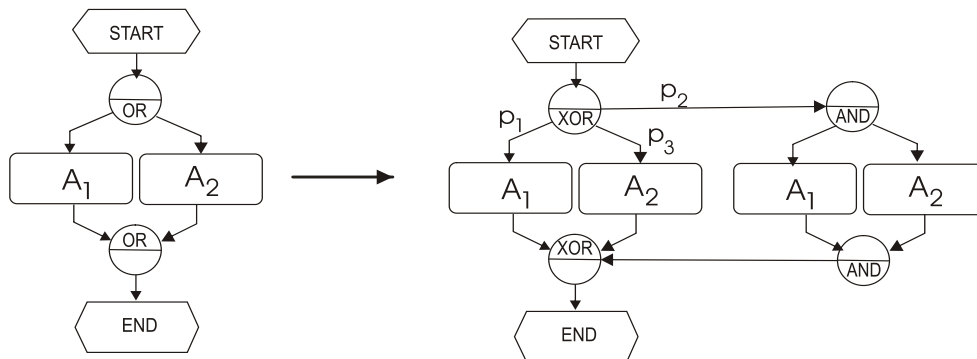 START
OR
A1
A2
OR
END
START
XOR
p1
p2
p3
AND
A1
A2
A1
A2
XOR
AND
END